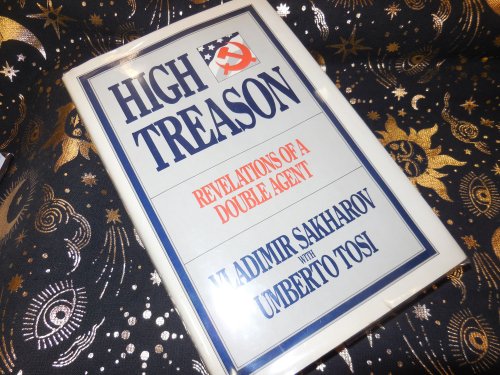 HIGH
TREASON
REVELATIONS OF A
DOUBLE AGENT
VLADIMIR SAKHAROV
WITH
UMBERTO TOSI